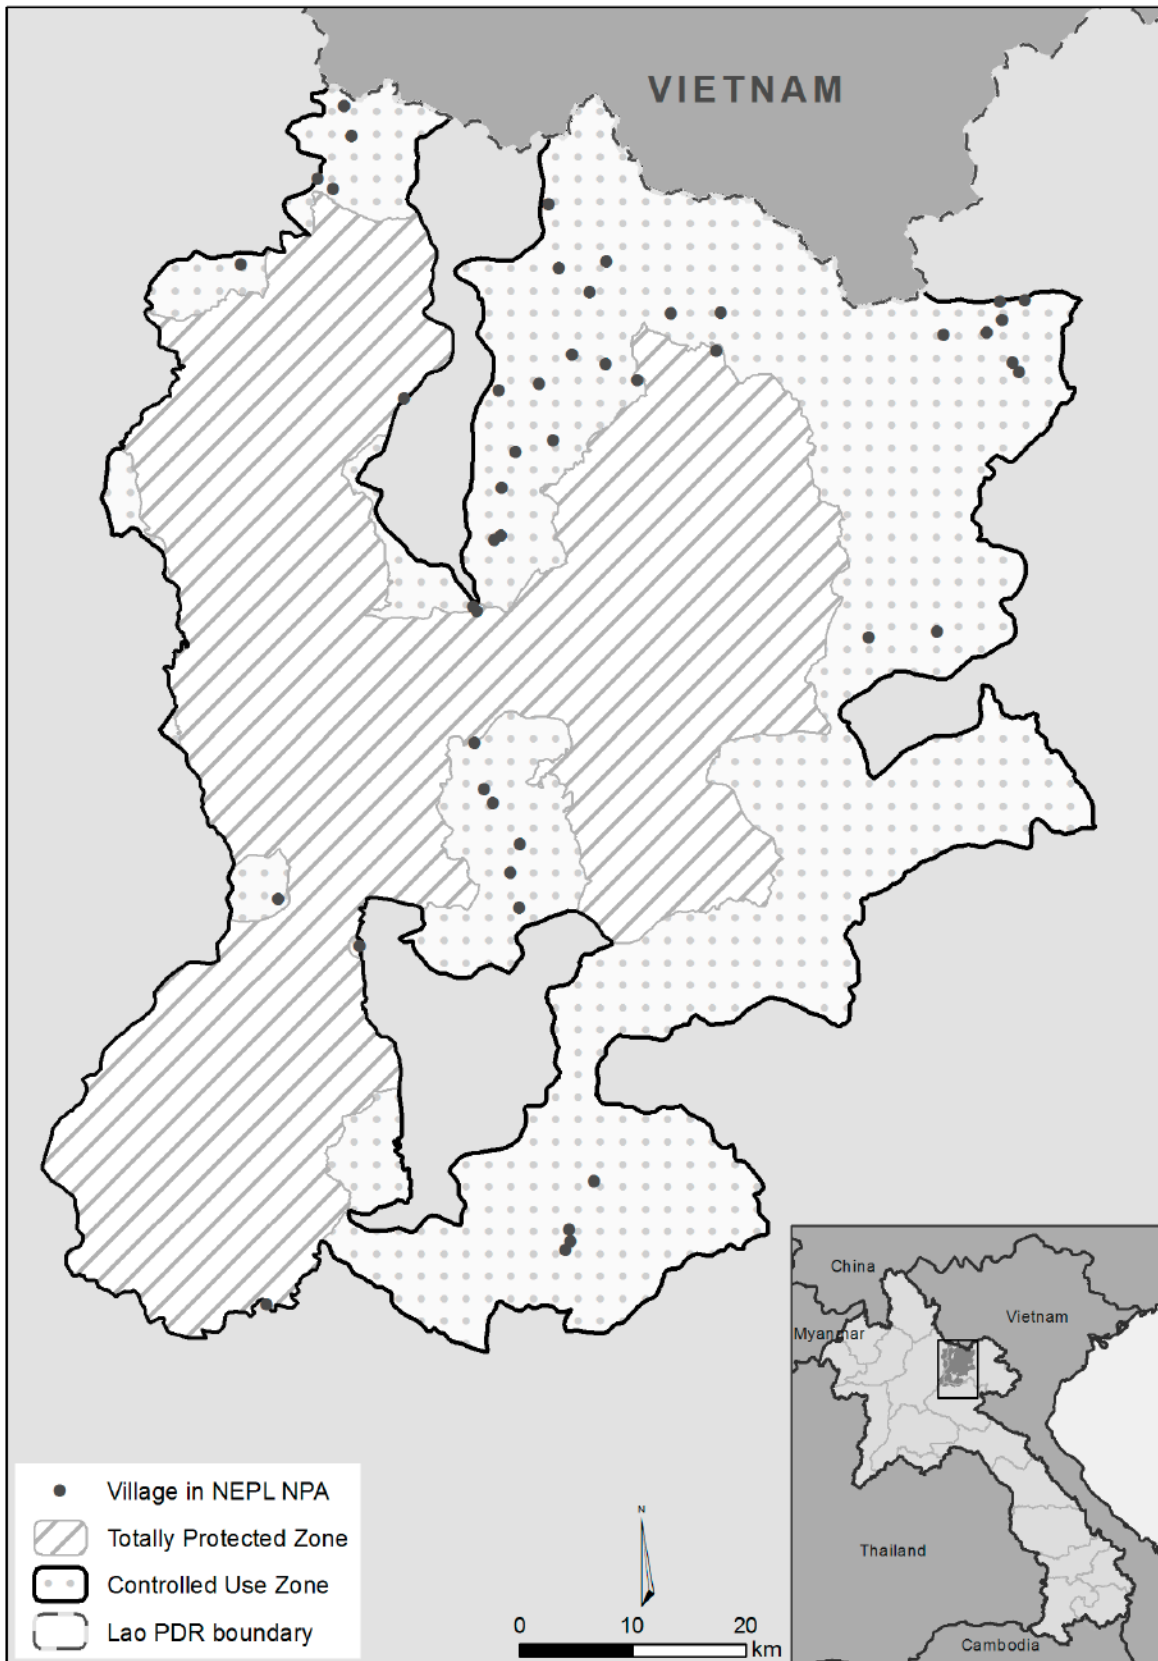 VIETNAM
China
Vietnam
Myanmar
Thailand
Cambodia
Village in NEPL NPA
Totally Protected Zone
Controlled Use Zone
Lao PDR boundary
N
0 10 20
km